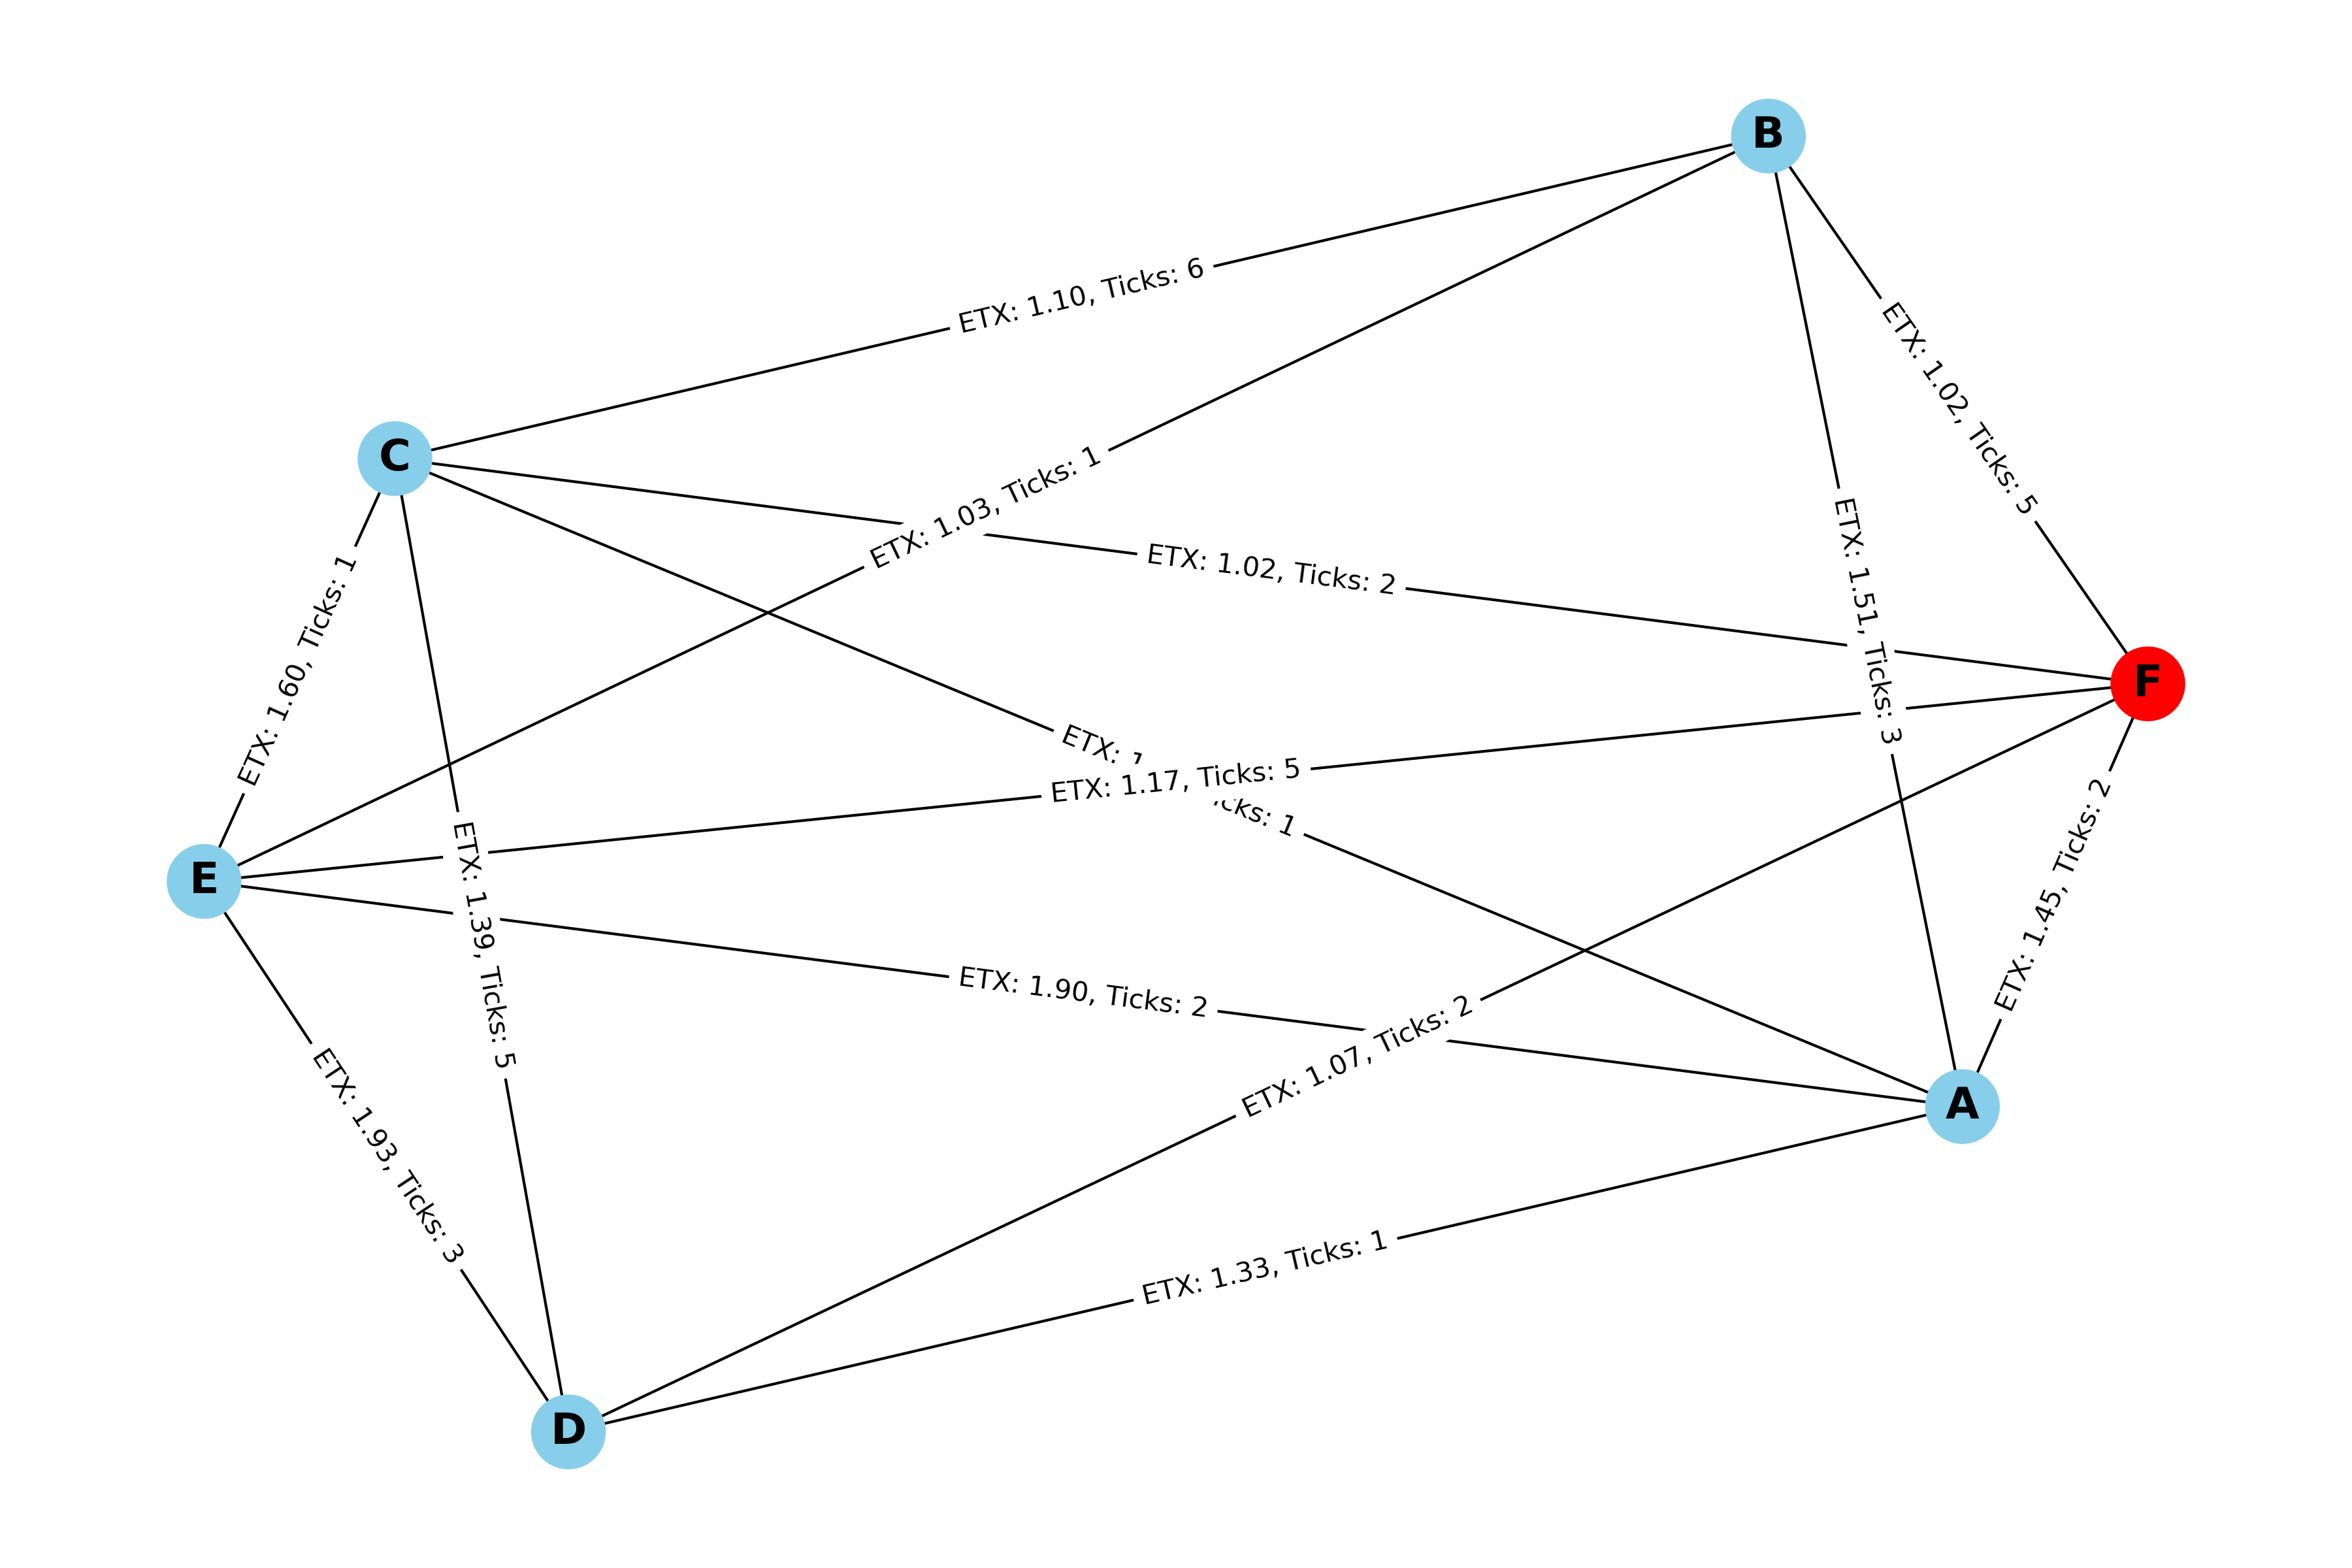 B
ETX: 1.10, Ticks: 6
ETX: 1.02, Ticks: 5
C
ETX: 1.03, Ticks: 1
ETX: 1.02, Ticks: 2
ETX: 1.51, Ticks: 3
ETX: 1.60, Ticks: 1
F
ETX:
ETX: 1.17, Ticks: 5
1
E
ETX: 1.39, Ticks: 5
ETX: 1.45, Ticks: 2
ETX: 1.90, Ticks: 2
ETX: 1.07, Ticks: 2
A
ETX: 1.93, Ticks: 3
ETX: 1.33, Ticks: 1
D